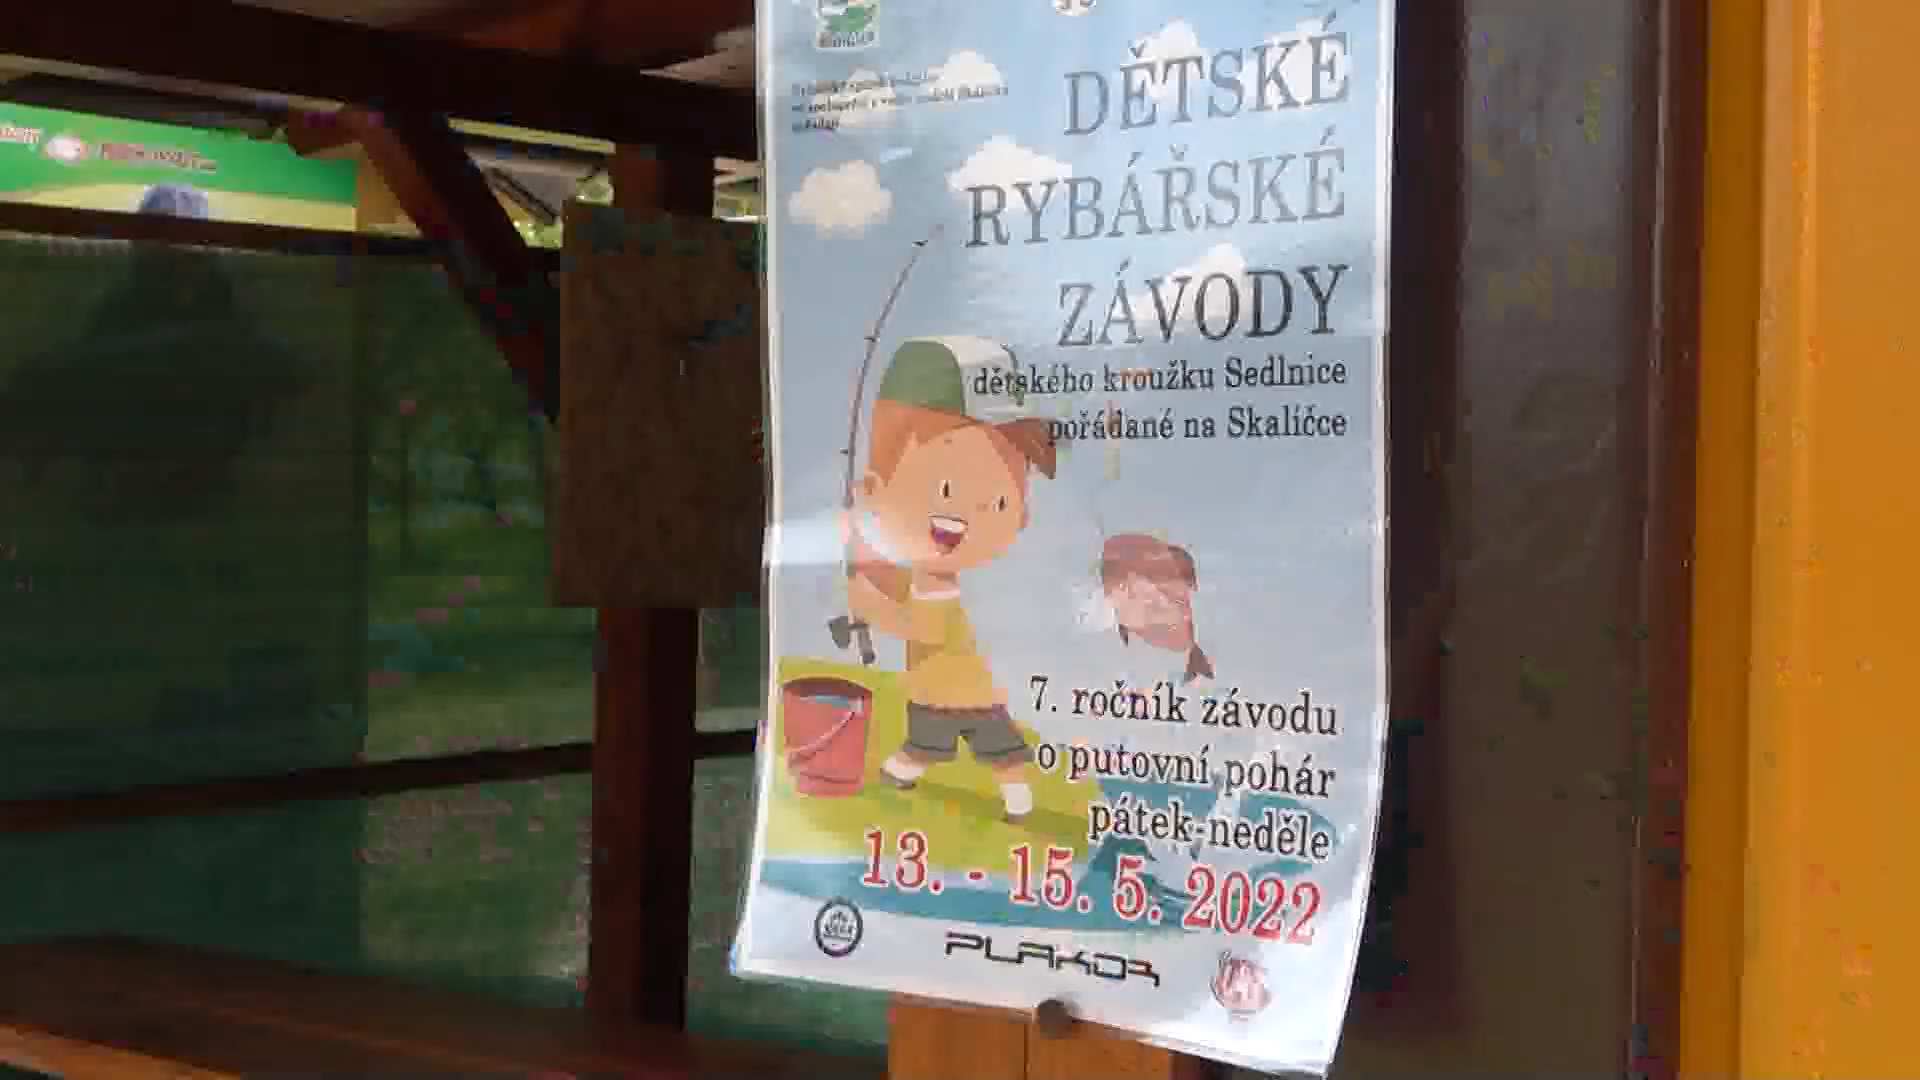 DĚTSKÉ
RYBÁŘSKÉ
ZÁVODY
dětského kroužku Sedlnice
pořádané na Skaličce
7. ročník závodu
o putovní pohár
pátek-neděle
13. - 15. 5. 2022
PLAKOR